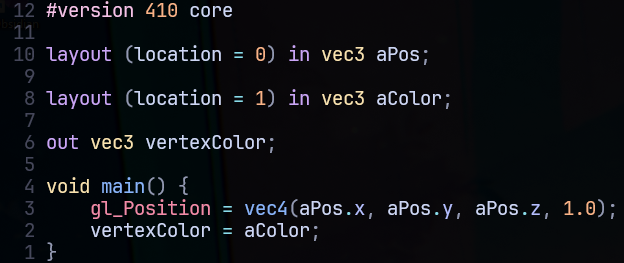 12 #version 410 core
11
10 layout (location = 0) in vec3 aPos;
9
8 layout (location = 1) in vec3 aColor;
7
6 out vec3 vertexColor;
5
4 void main() {
3     gl_Position = vec4(aPos.x, aPos.y, aPos.z, 1.0);
2     vertexColor = aColor;
1 }